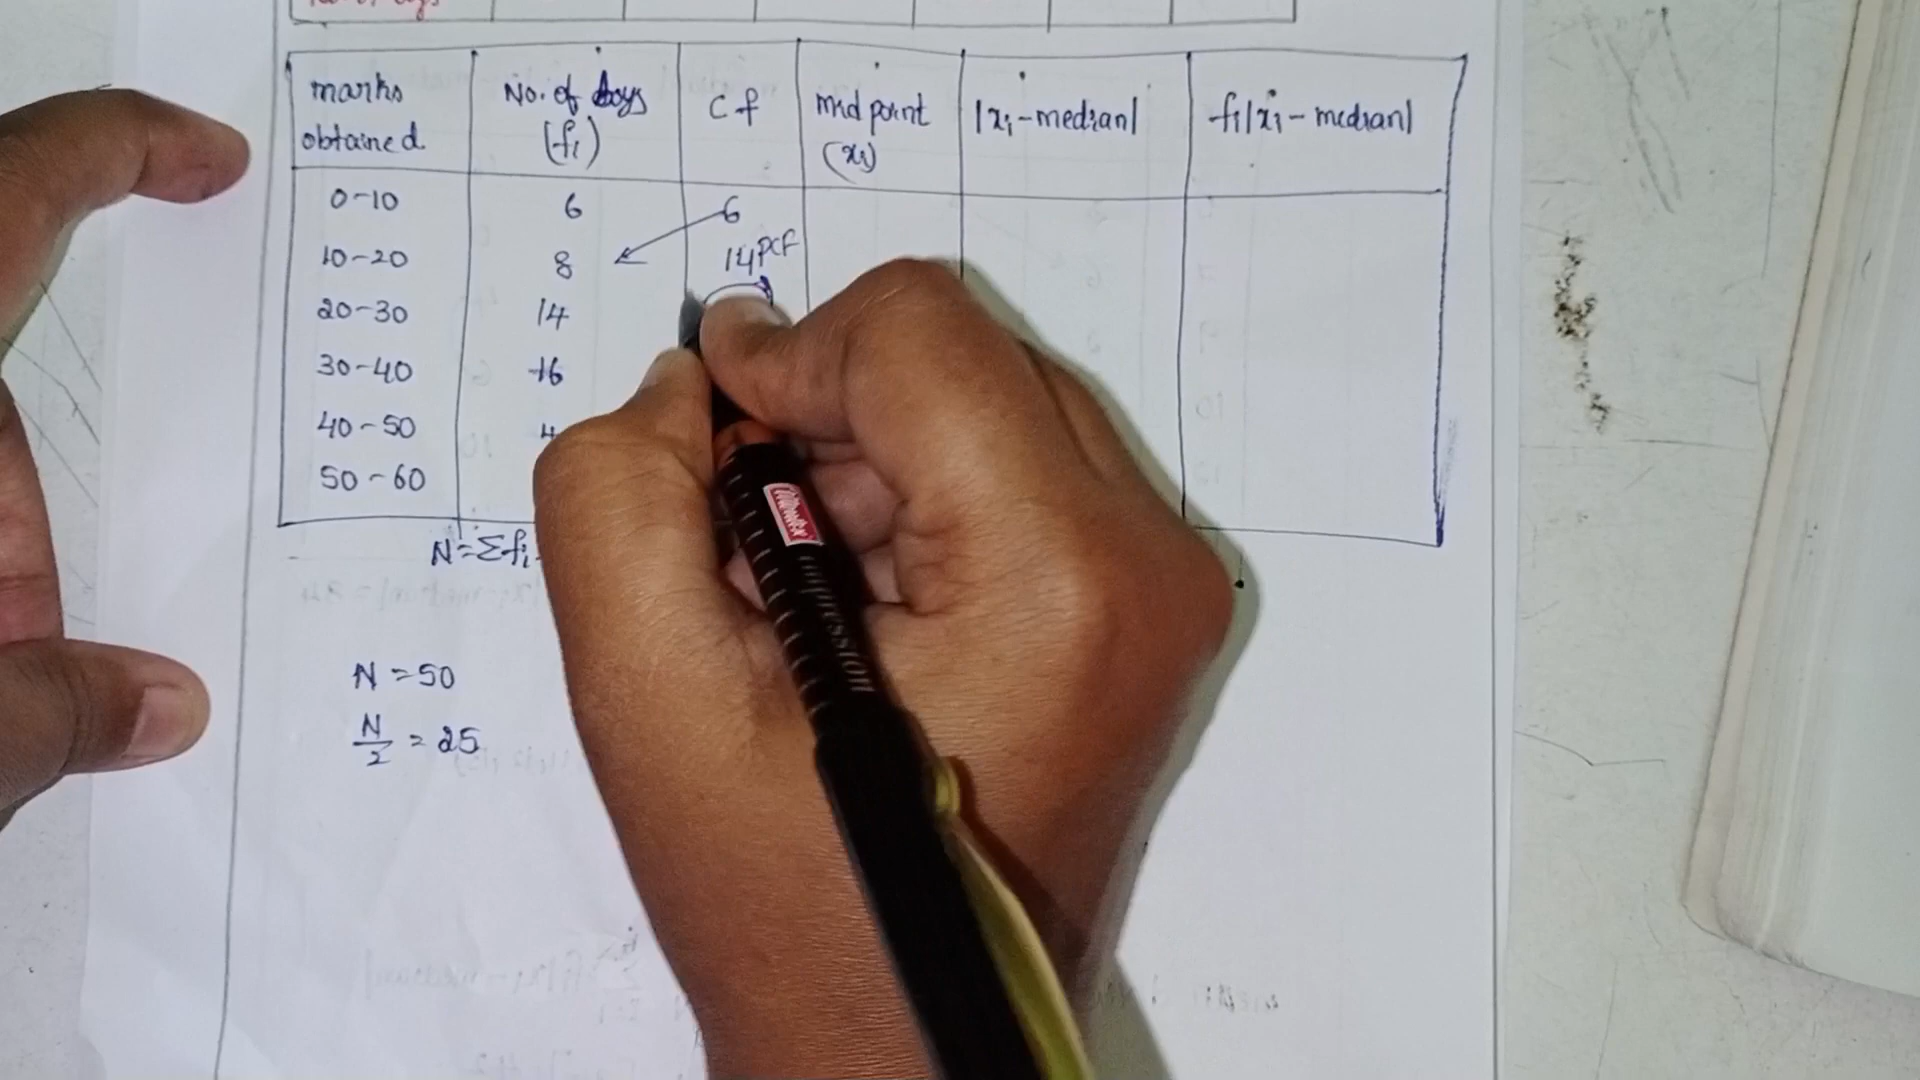 marks obtained No. of boys (fi) cf mid point (xi) |xi-median| fi|xi-median|
0-10 6 6
10-20 8 14 PCF
20-30 14
30-40 16
40-50 4
50-60
N=Σfi
N=50
N/2 = 25